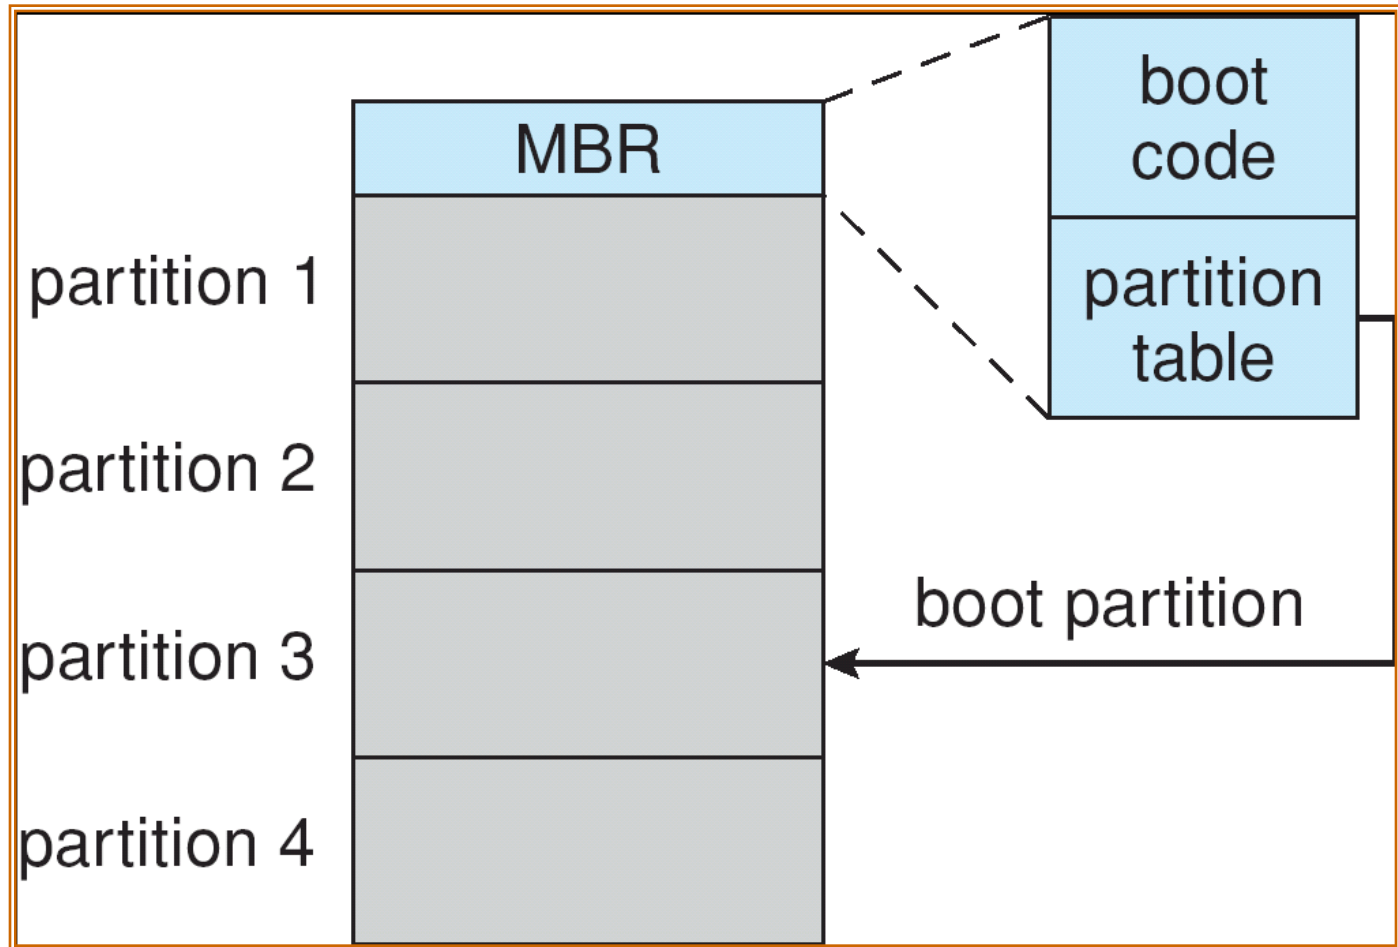 boot
code
MBR
partition 1
partition
table
partition 2
boot partition
partition 3
partition 4